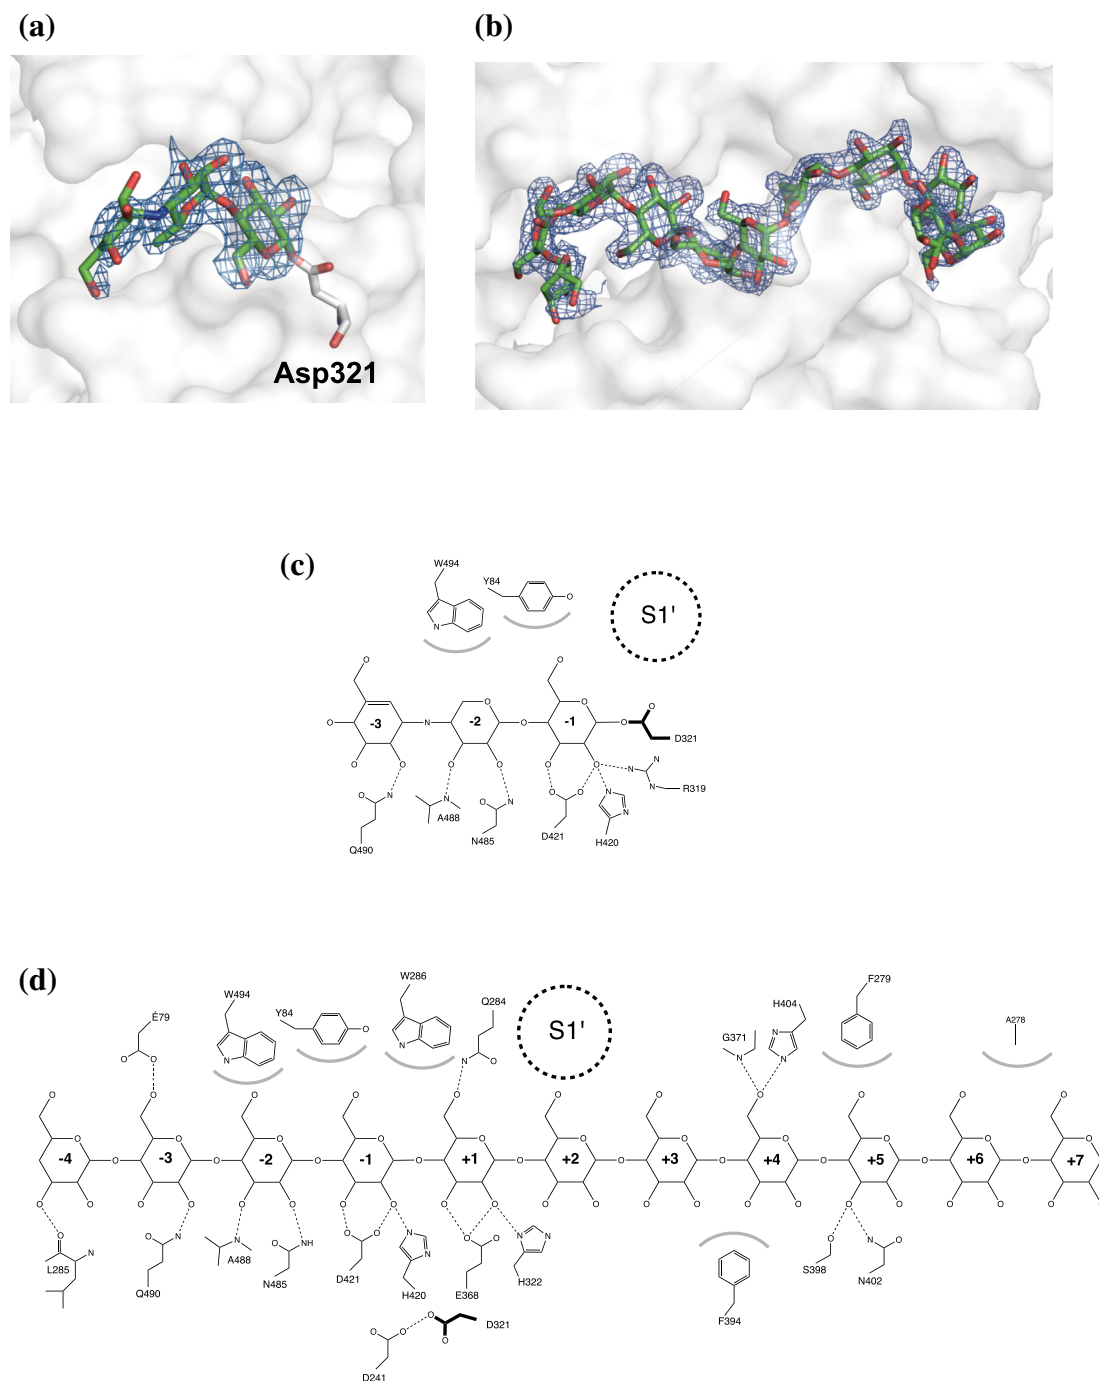 (a)
(b)
Asp321
(c)
W494
Y84
S1'
O
O
O
O
-3
N
-2
O
-1
O
O
D321
O
O
O
O
O
O
N
N
O
N
N
O
N
O
O
N
N
N
R319
A488
N485
D421
H420
Q490
(d)
W494
Y84
W286
Q284
S1'
H404
F279
G371
A278
E79
O
O
N
O
N
N
O
N
N
N
O
O
O
O
O
O
O
O
O
O
O
-4
O
-3
O
-2
O
-1
O
+1
O
+2
O
+3
O
+4
O
+5
O
+6
O
+7
L285
Q490
A488
N485
NH
D421
H420
E368
H322
S398
N402
F394
D321
D241